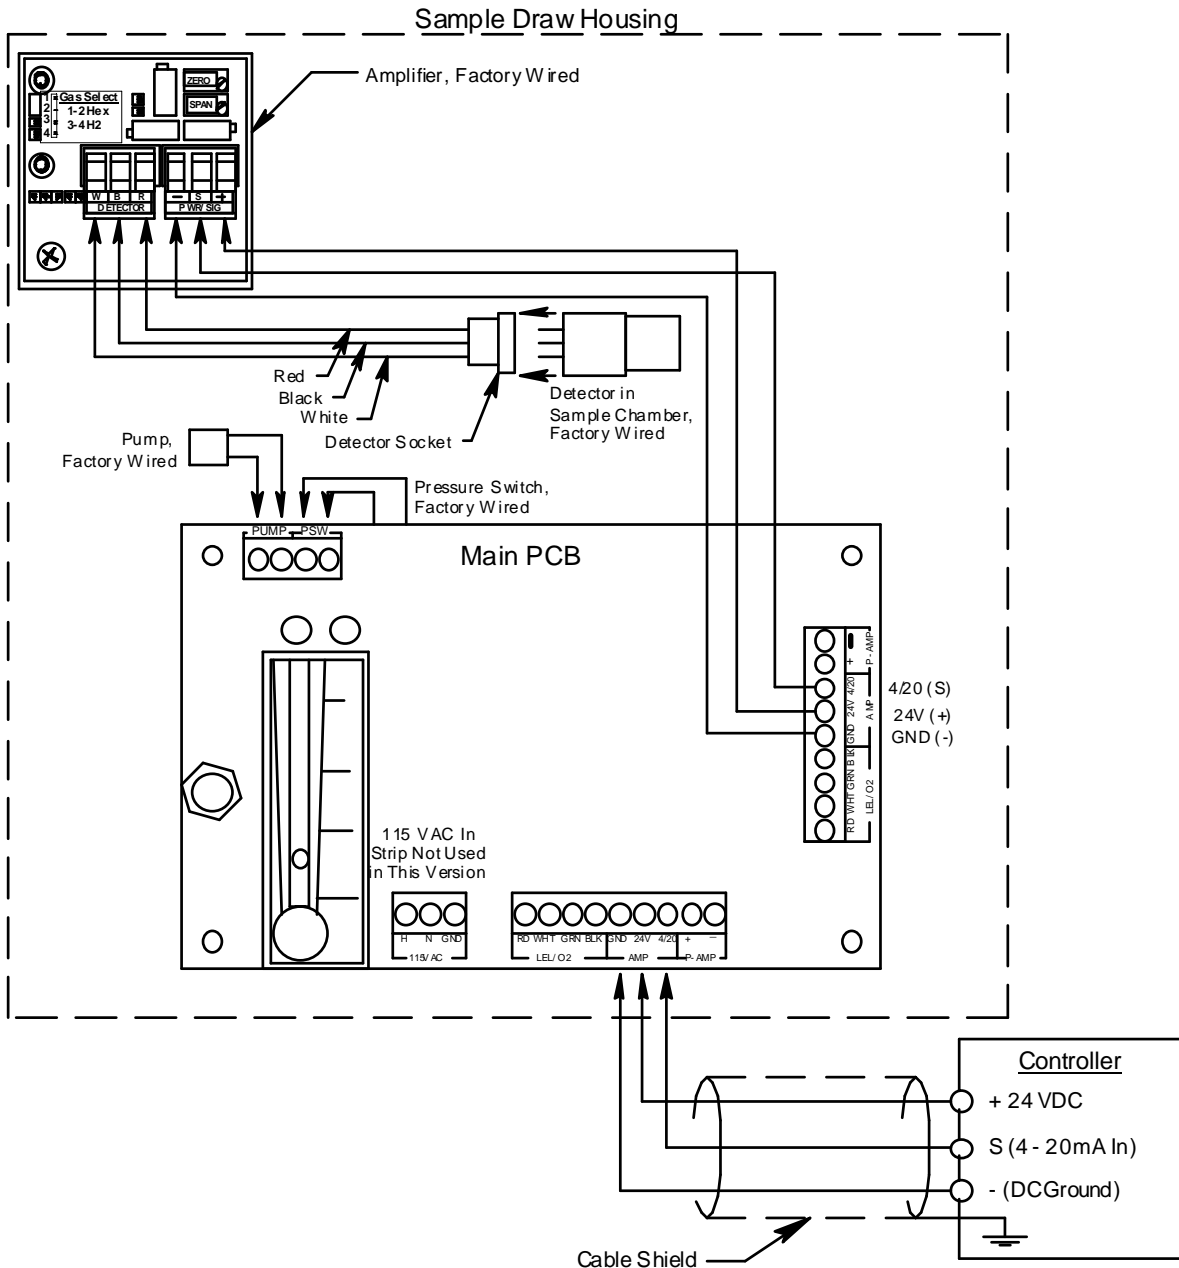 Sample Draw Housing
Amplifier, Factory Wired
ZERO
SPAN
Gas Select
1-2 Hex
3-4 H2
1
2
3
4
W B R
DETECTOR
- S +
PWR/SIG
Red
Black
White
Detector Socket
Detector in
Sample Chamber,
Factory Wired
Pump,
Factory Wired
Pressure Switch,
Factory Wired
PUMP PSW
Main PCB
- +
P-AMP
4/20 24V GND
AMP
BLK GRN WHT RD
LEL/O2
4/20 (S)
24V (+)
GND (-)
115 VAC In
Strip Not Used
in This Version
H N GND
115/AC
RD WHT GRN BLK GND 24V 4/20 + -
LEL/O2 AMP P-AMP
Controller
+ 24 VDC
S (4 - 20mA In)
- (DC Ground)
Cable Shield